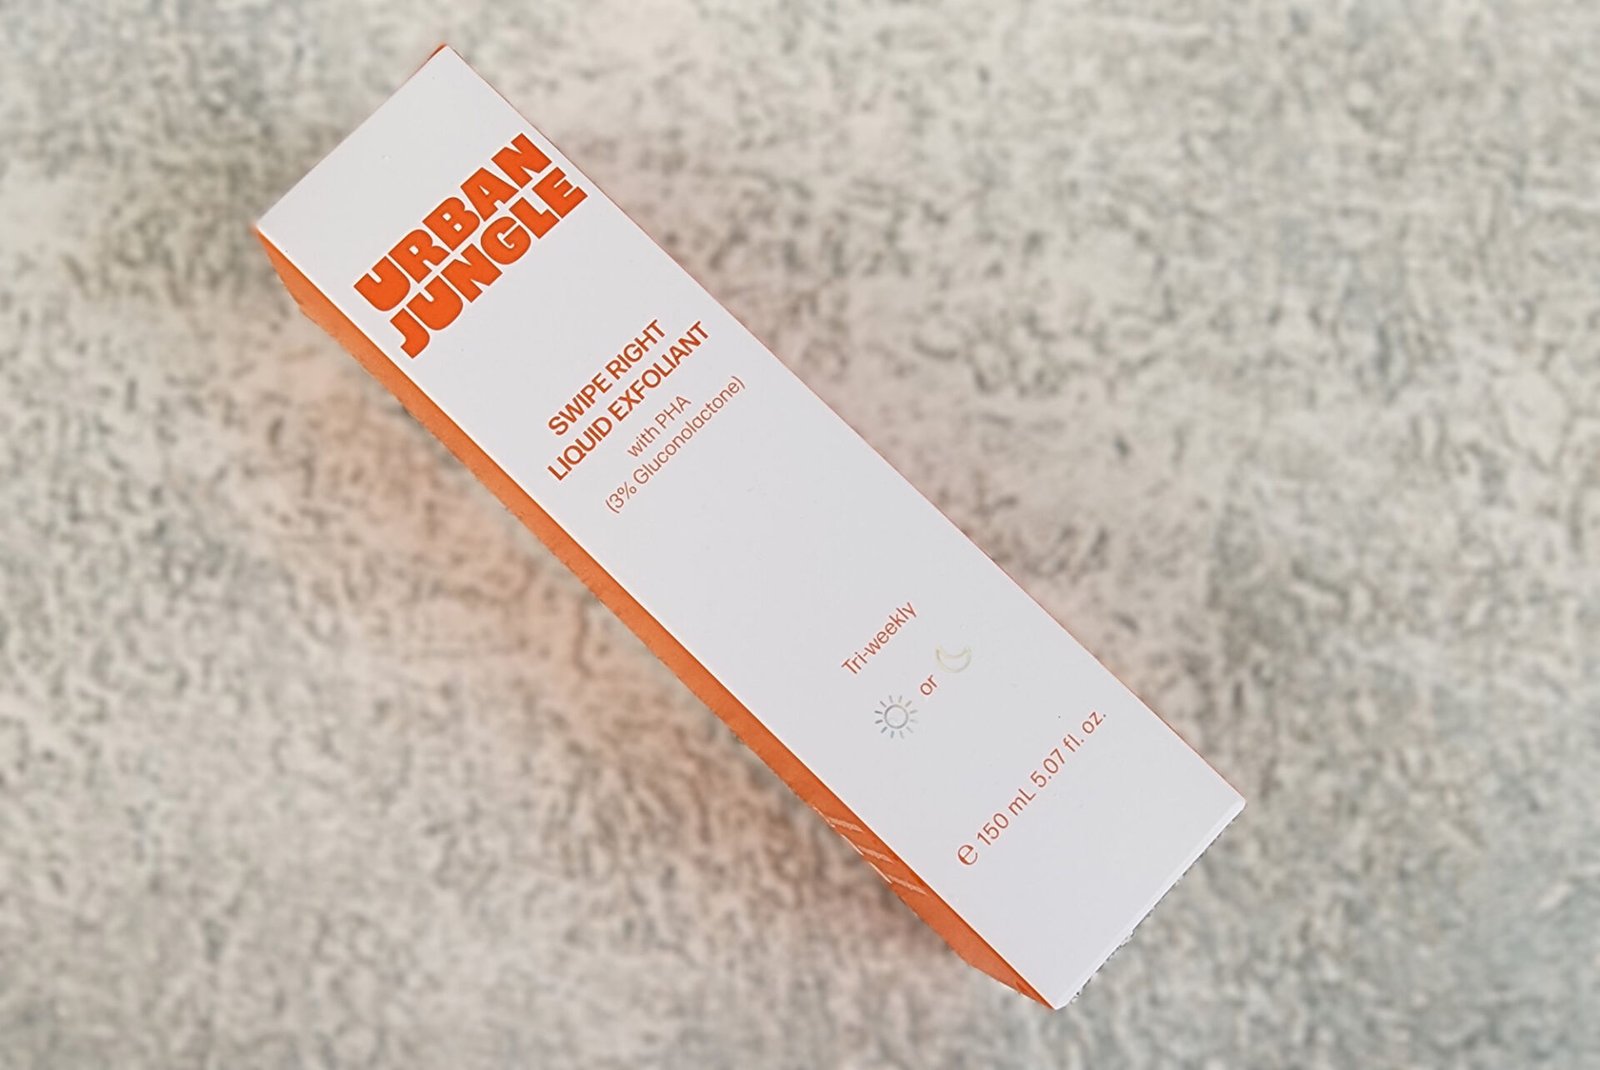 URBAN
JUNGLE
SWIPE RIGHT
LIQUID EXFOLIANT
with PHA
(3% Gluconolactone)
Tri-weekly
or
℮ 150 mL 5.07 fl. oz.